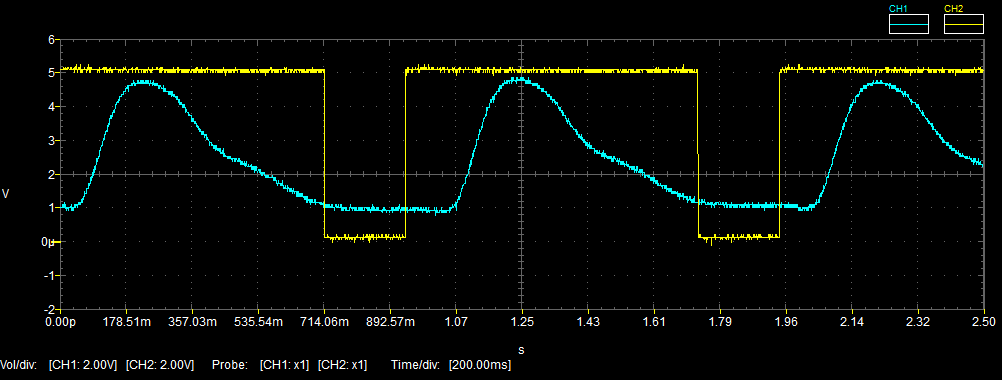 CH1 CH2
6
5
4
3
2
V
1
0µ
-1
-2
0.00p 178.51m 357.03m 535.54m 714.06m 892.57m 1.07 1.25 1.43 1.61 1.79 1.96 2.14 2.32 2.50
s
Vol/div: [CH1: 2.00V] [CH2: 2.00V] Probe: [CH1: x1] [CH2: x1] Time/div: [200.00ms]